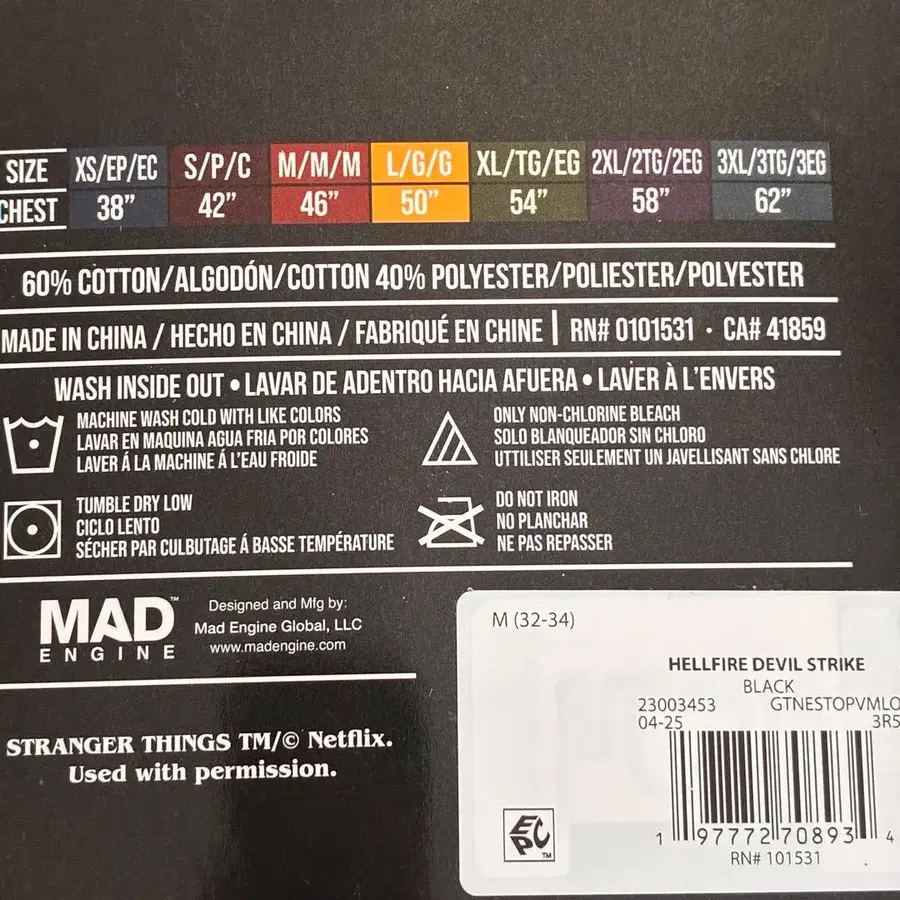 SIZE XS/EP/EC S/P/C M/M/M L/G/G XL/TG/EG 2XL/2TG/2EG 3XL/3TG/3EG
CHEST 38” 42” 46” 50” 54” 58” 62”
60% COTTON/ALGODÓN/COTTON 40% POLYESTER/POLIESTER/POLYESTER
MADE IN CHINA / HECHO EN CHINA / FABRIQUÉ EN CHINE | RN# 0101531 · CA# 41859
WASH INSIDE OUT • LAVAR DE ADENTRO HACIA AFUERA • LAVER À L'ENVERS
MACHINE WASH COLD WITH LIKE COLORS
LAVAR EN MAQUINA AGUA FRIA POR COLORES
LAVER Á LA MACHINE Á L'EAU FROIDE
ONLY NON-CHLORINE BLEACH
SOLO BLANQUEADOR SIN CHLORO
UTTILISER SEULEMENT UN JAVELLISANT SANS CHLORE
TUMBLE DRY LOW
CICLO LENTO
SÉCHER PAR CULBUTAGE Á BASSE TEMPÉRATURE
DO NOT IRON
NO PLANCHAR
NE PAS REPASSER
MAD™
ENGINE
Designed and Mfg by:
Mad Engine Global, LLC
www.madengine.com
STRANGER THINGS TM/© Netflix.
Used with permission.
M (32-34)
HELLFIRE DEVIL STRIKE
BLACK
23003453 GTNESTOPVMLO
04-25 3R5
EPC™
1 97772 70893 4
RN# 101531